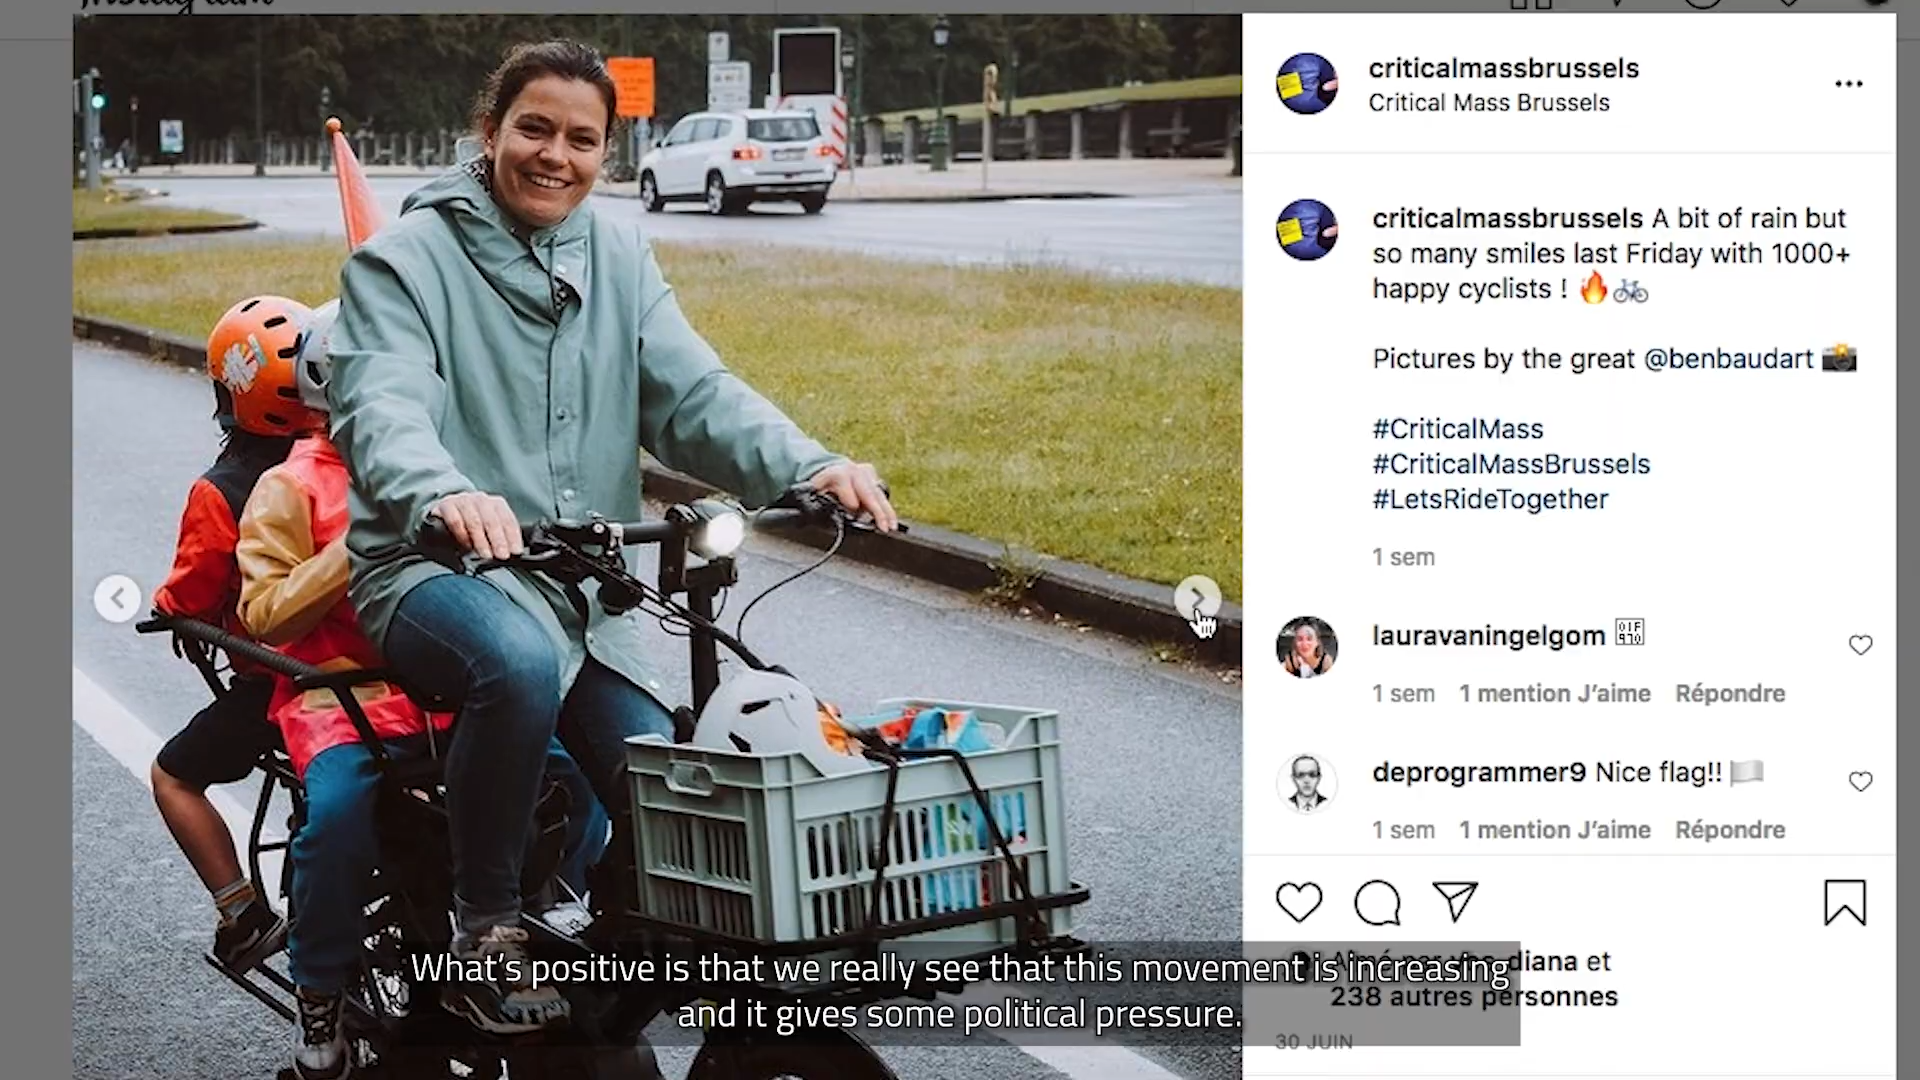 Instagram
criticalmassbrussels
Critical Mass Brussels
criticalmassbrussels A bit of rain but
so many smiles last Friday with 1000+
happy cyclists ! 🔥🚲
Pictures by the great @benbaudart 📸
#CriticalMass
#CriticalMassBrussels
#LetsRideTogether
1 sem
lauravaningelgom
1 sem 1 mention J’aime Répondre
deprogrammer9 Nice flag!! 🏳
1 sem 1 mention J’aime Répondre
diana et
238 autres personnes
30 JUIN
What’s positive is that we really see that this movement is increasing
and it gives some political pressure.